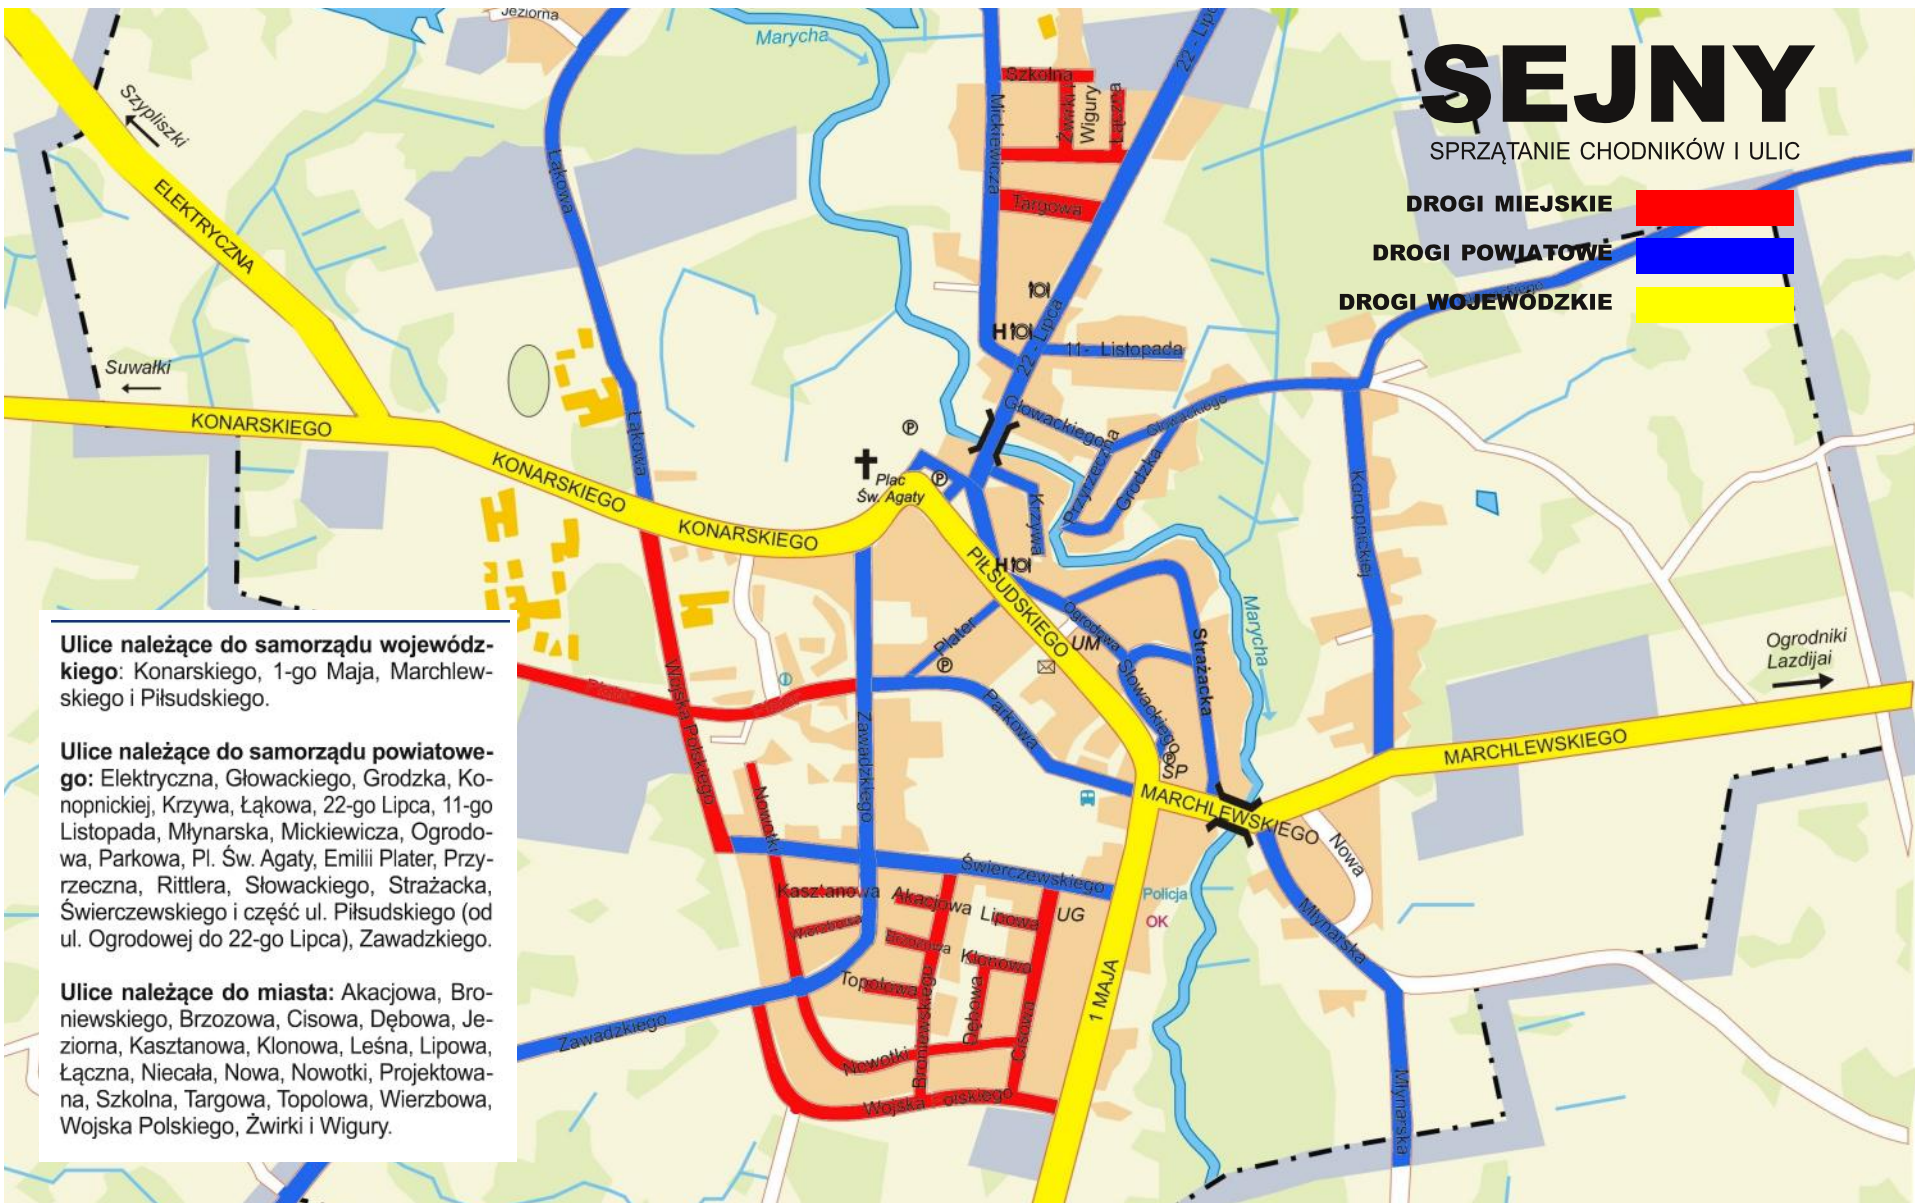 SEJNY
SPRZĄTANIE CHODNIKÓW I ULIC
DROGI MIEJSKIE
DROGI POWIATOWE
DROGI WOJEWÓDZKIE
Jeziorna
Marycha
22 - Lipca
Szkolna
Mickiewicza
Żwirki i
Wigury
Łączna
Targowa
Szypliszki
ELEKTRYCZNA
Łąkowa
H
22 - Lipca
11 - Listopada
Suwałki
KONARSKIEGO
Łąkowa
Głowackiego
Głowackiego
P
KONARSKIEGO
Plac
Św. Agaty
P
Krzywa
Przyrzeczna
Grodzka
Konopnickiej
KONARSKIEGO
PIŁSUDSKIEGO
H
Ogrodowa
UM
Plater
P
Strażacka
Marycha
Słowackiego
Ogrodniki
Lazdijai
Plater
Wojska Polskiego
Zawadzkiego
Parkowa
P
SP
MARCHLEWSKIEGO
MARCHLEWSKIEGO
Nowa
Nowotki
Świerczewskiego
Kasztanowa
Akacjowa
Lipowa
UG
Policja
OK
Wierzbowa
Brzozowa
Klonowa
Młynarska
Topolowa
Broniewskiego
Dębowa
Cisowa
1 MAJA
Zawadzkiego
Nowotki
Wojska Polskiego
Młynarska
Ulice należące do samorządu wojewódz-
kiego: Konarskiego, 1-go Maja, Marchlew-
skiego i Piłsudskiego.
Ulice należące do samorządu powiatowe-
go: Elektryczna, Głowackiego, Grodzka, Ko-
nopnickiej, Krzywa, Łąkowa, 22-go Lipca, 11-go
Listopada, Młynarska, Mickiewicza, Ogrodo-
wa, Parkowa, Pl. Św. Agaty, Emilii Plater, Przy-
rzeczna, Rittlera, Słowackiego, Strażacka,
Świerczewskiego i część ul. Piłsudskiego (od
ul. Ogrodowej do 22-go Lipca), Zawadzkiego.
Ulice należące do miasta: Akacjowa, Bro-
niewskiego, Brzozowa, Cisowa, Dębowa, Je-
ziorna, Kasztanowa, Klonowa, Leśna, Lipowa,
Łączna, Niecała, Nowa, Nowotki, Projektowa-
na, Szkolna, Targowa, Topolowa, Wierzbowa,
Wojska Polskiego, Żwirki i Wigury.